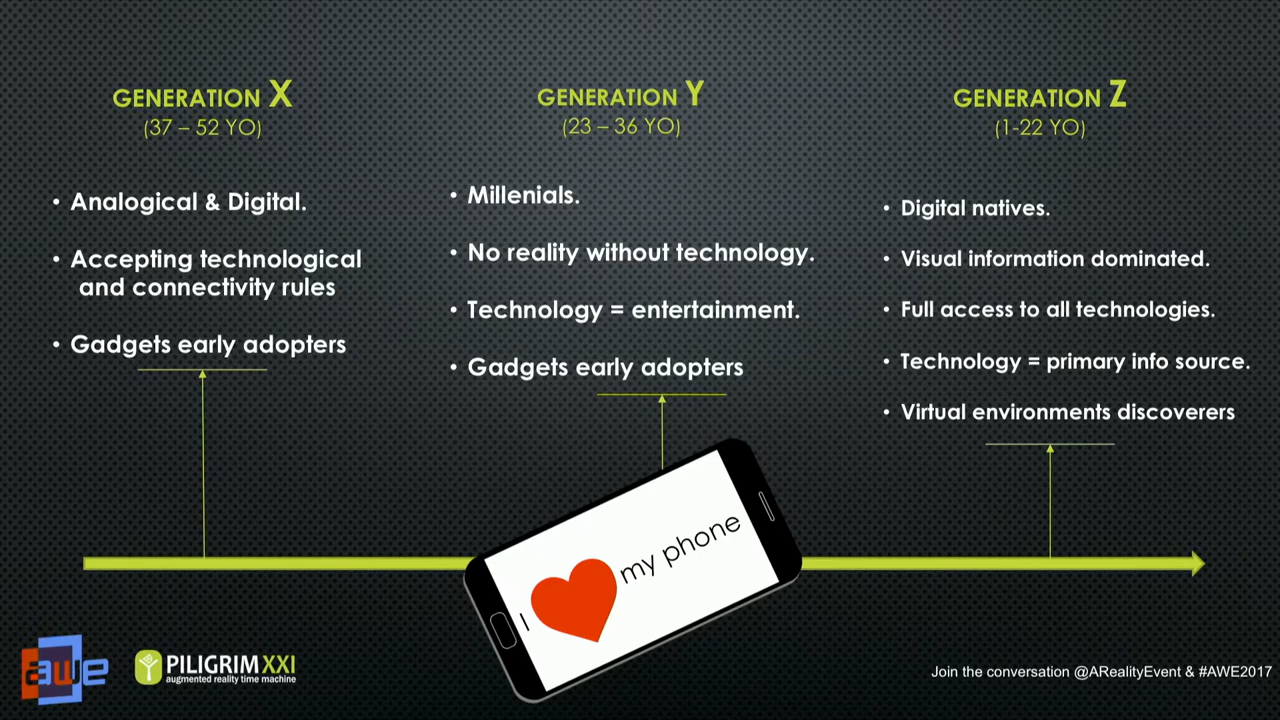 GENERATION X
(37 – 52 YO)
• Analogical & Digital.
• Accepting technological
and connectivity rules
• Gadgets early adopters
GENERATION Y
(23 – 36 YO)
• Millenials.
• No reality without technology.
• Technology = entertainment.
• Gadgets early adopters
GENERATION Z
(1-22 YO)
• Digital natives.
• Visual information dominated.
• Full access to all technologies.
• Technology = primary info source.
• Virtual environments discoverers
I my phone
awe
PILIGRIM XXI
augmented reality time machine
Join the conversation @ARealityEvent & #AWE2017